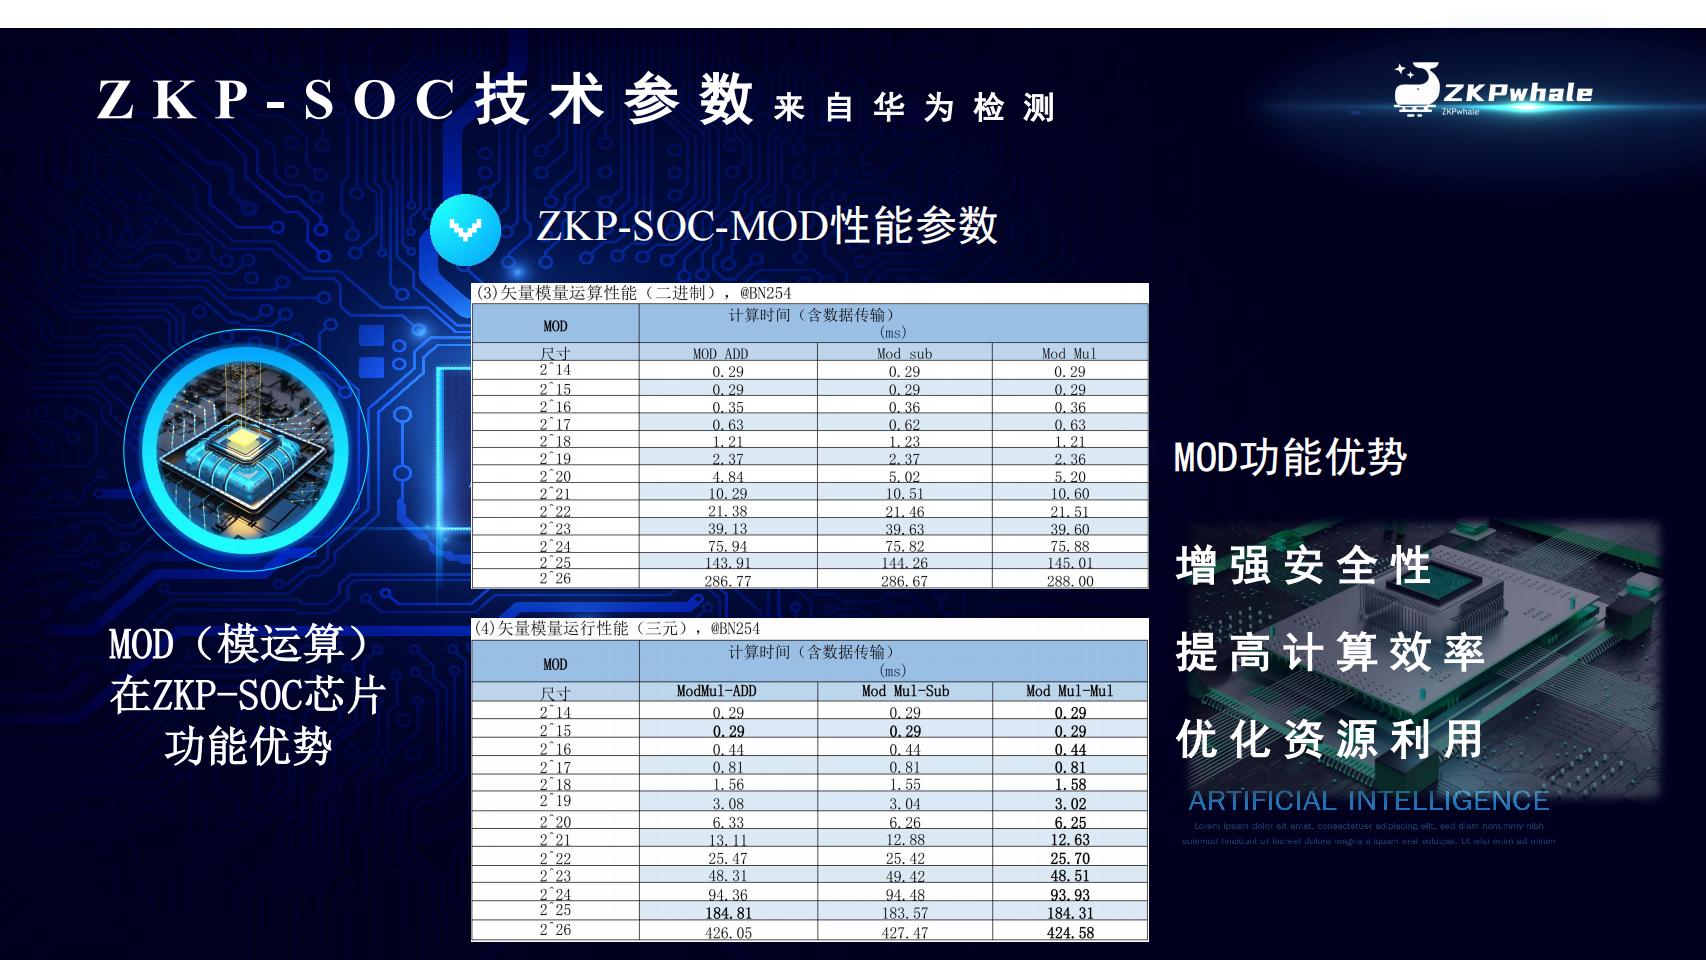 ZKP-SOC技术参数来自华为检测
ZKPwhale
ZKPwhale
ZKP-SOC-MOD性能参数
(3)矢量模量运算性能（二进制），@BN254
MOD 计算时间（含数据传输）
(ms)
尺寸 MOD ADD Mod sub Mod Mul
2^14 0.29 0.29 0.29
2^15 0.29 0.29 0.29
2^16 0.35 0.36 0.36
2^17 0.63 0.62 0.63
2^18 1.21 1.23 1.21
2^19 2.37 2.37 2.36
2^20 4.84 5.02 5.20
2^21 10.29 10.51 10.60
2^22 21.38 21.46 21.51
2^23 39.13 39.63 39.60
2^24 75.94 75.82 75.88
2^25 143.91 144.26 145.01
2^26 286.77 286.67 288.00
(4)矢量模量运行性能（三元），@BN254
MOD 计算时间（含数据传输）
(ms)
尺寸 ModMul-ADD Mod Mul-Sub Mod Mul-Mul
2^14 0.29 0.29 0.29
2^15 0.29 0.29 0.29
2^16 0.44 0.44 0.44
2^17 0.81 0.81 0.81
2^18 1.56 1.55 1.58
2^19 3.08 3.04 3.02
2^20 6.33 6.26 6.25
2^21 13.11 12.88 12.63
2^22 25.47 25.42 25.70
2^23 48.31 49.42 48.51
2^24 94.36 94.48 93.93
2^25 184.81 183.57 184.31
2^26 426.05 427.47 424.58
MOD（模运算）
在ZKP-SOC芯片
功能优势
MOD功能优势
增强安全性
提高计算效率
优化资源利用
ARTIFICIAL INTELLIGENCE
Lorem ipsum dolor sit amet, consectetuer adipiscing elit, sed diam nonummy nibh
euismod tincidunt ut laoreet dolore magna aliquam erat volutpat. Ut wisi enim ad minim